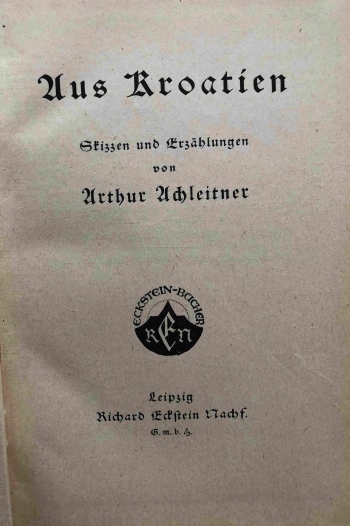 Aus Kroatien
Skizzen und Erzählungen
von
Arthur Achleitner
ECKSTEIN-BÜCHER
REN
Leipzig
Richard Eckstein Nachf.
G. m. b. H.